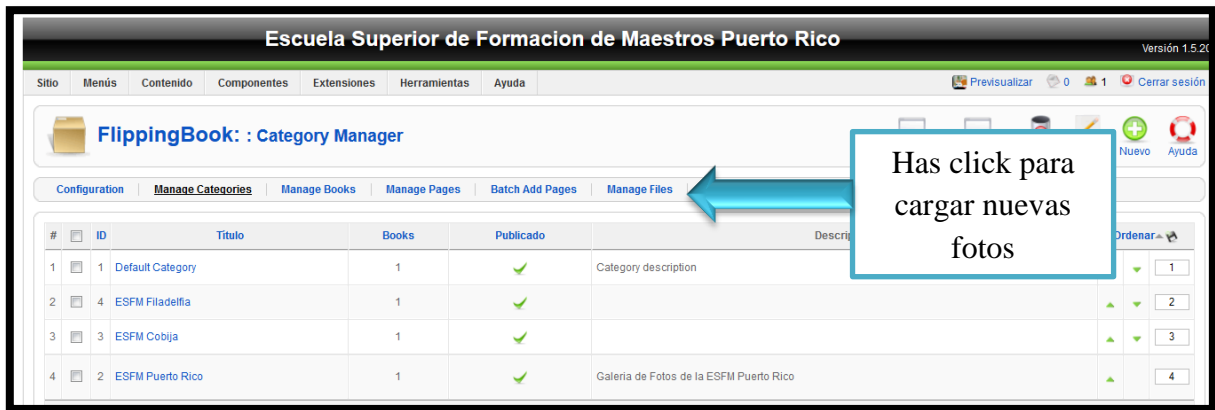 Escuela Superior de Formacion de Maestros Puerto Rico
Versión 1.5.20
Sitio Menús Contenido Componentes Extensiones Herramientas Ayuda Previsualizar 0 1 Cerrar sesión
FlippingBook: : Category Manager
Nuevo Ayuda
Configuration Manage Categories Manage Books Manage Pages Batch Add Pages Manage Files
Has click para
cargar nuevas
fotos
# ID Titulo Books Publicado Ordenar
1 1 Default Category 1 Category description 1
2 4 ESFM Filadelfia 1 2
3 3 ESFM Cobija 1 3
4 2 ESFM Puerto Rico 1 Galeria de Fotos de la ESFM Puerto Rico 4